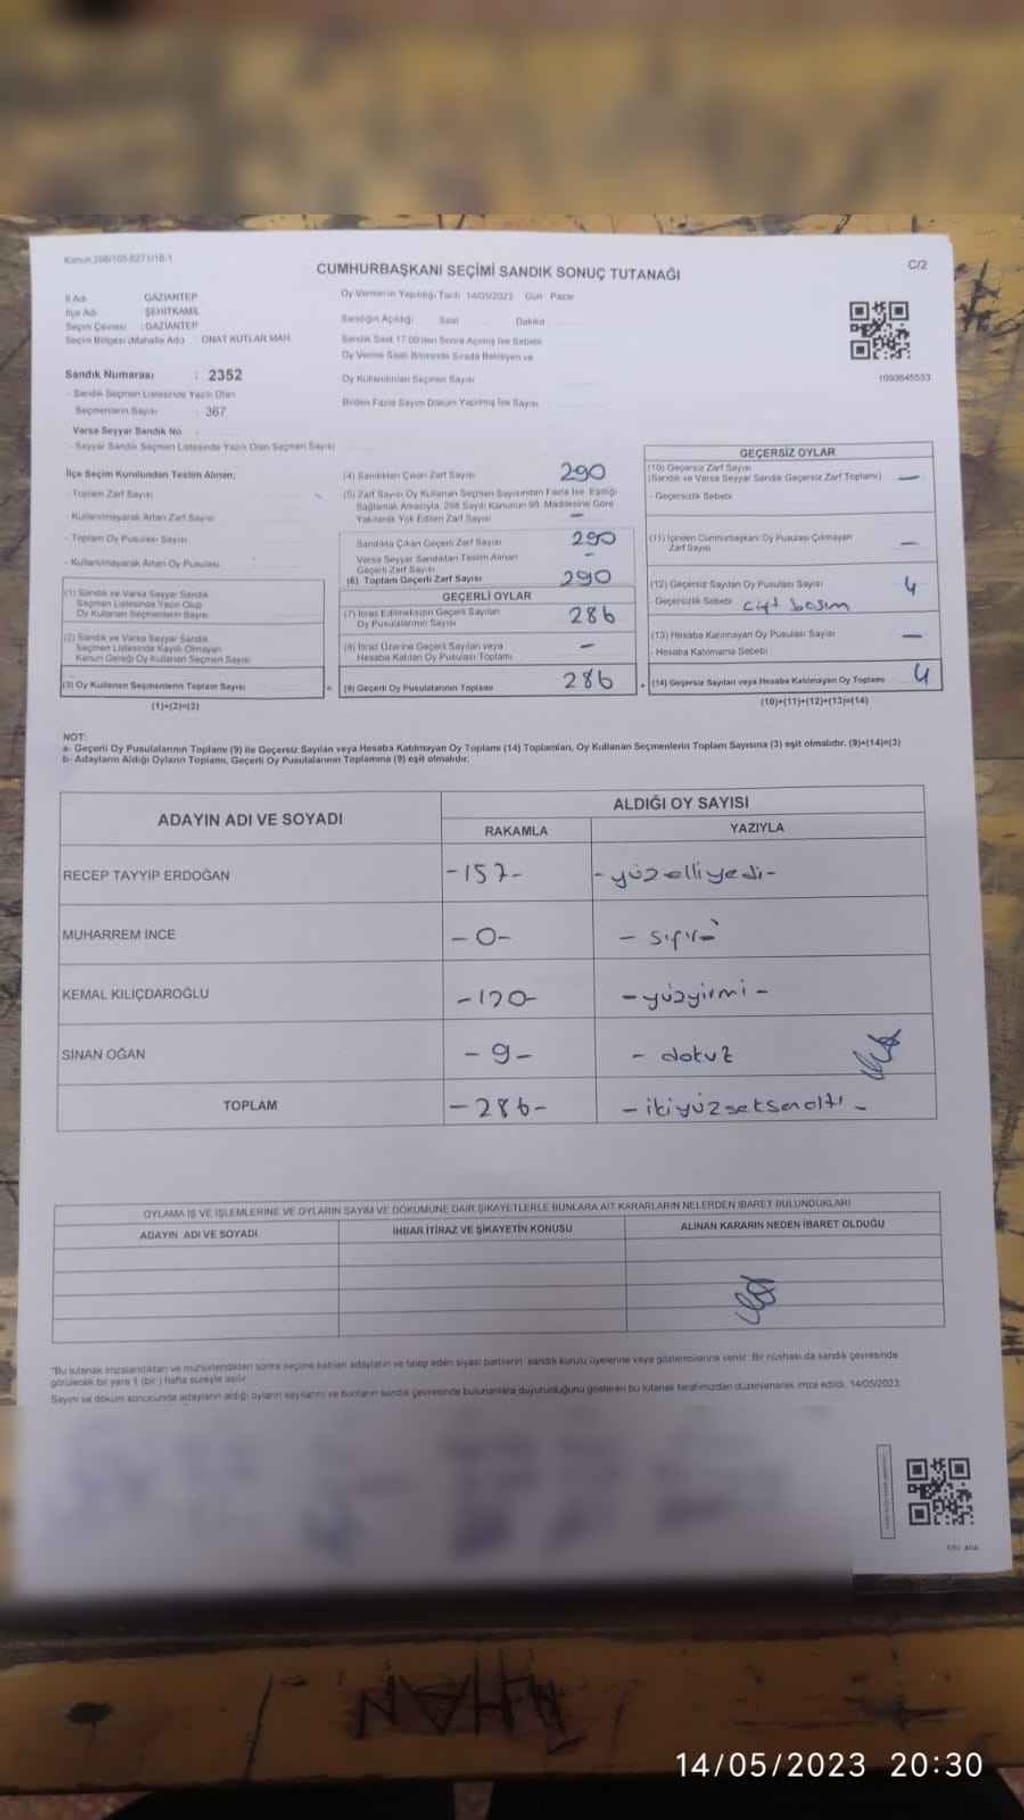 CUMHURBAŞKANI SEÇİMİ SANDIK SONUÇ TUTANAĞI
C/2
İl Adı GAZİANTEP
İlçe Adı ŞEHİTKAMİL
Seçim Çevresi : GAZİANTEP
Seçim Bölgesi (Mahalle Adı) ONAT KUTLAR MAH.
Sandık Numarası : 2352
- Sandık Seçmen Listesinde Yazılı Olan
Seçmenlerin Sayısı : 367
Varsa Seyyar Sandık No
- Seyyar Sandık Seçmen Listesinde Yazılı Olan Seçmen Sayısı
Oy Vermenin Yapıldığı Tarih 14/05/2023 Gün Pazar
Sandığın Açıldığı Saat Dakika
Sandık Saat 17.00'den Sonra Açılmış İse Sebebi
Oy Verme Saati Bitiminde Sırada Bekleyen ve
Oy Kullandırılan Seçmen Sayısı
Birden Fazla Sayım Döküm Yapılmış İse Sayısı
1093645533
İlçe Seçim Kurulundan Teslim Alınan;
- Toplam Zarf Sayısı
- Kullanılmayarak Artan Zarf Sayısı
- Toplam Oy Pusulası Sayısı
- Kullanılmayarak Artan Oy Pusulası
(1) Sandık ve Varsa Seyyar Sandık
Seçmen Listesinde Yazılı Olup
Oy Kullanan Seçmenlerin Sayısı
(2) Sandık ve Varsa Seyyar Sandık
Seçmen Listesinde Kayıtlı Olmayan
Kanun Gereği Oy Kullanan Seçmen Sayısı
(3) Oy Kullanan Seçmenlerin Toplam Sayısı
(1)+(2)=(3)
(4) Sandıktan Çıkan Zarf Sayısı 290
(5) Zarf Sayısı Oy Kullanan Seçmen Sayısından Fazla İse, Eşitliği
Sağlamak Amacıyla, 298 Sayılı Kanunun 98. Maddesine Göre
Yakılarak Yok Edilen Zarf Sayısı –
Sandıkta Çıkan Geçerli Zarf Sayısı 290
Varsa Seyyar Sandıktan Teslim Alınan
Geçerli Zarf Sayısı -
(6) Toplam Geçerli Zarf Sayısı 290
GEÇERLİ OYLAR
(7) İtiraz Edilmeksizin Geçerli Sayılan
Oy Pusulalarının Sayısı 286
(8) İtiraz Üzerine Geçerli Sayılan veya
Hesaba Katılan Oy Pusulası Toplamı –
= (9) Geçerli Oy Pusulalarının Toplamı 286
GEÇERSİZ OYLAR
(10) Geçersiz Zarf Sayısı
(Sandık ve Varsa Seyyar Sandık Geçersiz Zarf Toplamı) –
- Geçersizlik Sebebi
(11) İçinden Cumhurbaşkanı Oy Pusulası Çıkmayan
Zarf Sayısı –
(12) Geçersiz Sayılan Oy Pusulası Sayısı 4
- Geçersizlik Sebebi çift basım
(13) Hesaba Katılmayan Oy Pusulası Sayısı –
- Hesaba Katılmama Sebebi
+ (14) Geçersiz Sayılan veya Hesaba Katılmayan Oy Toplamı 4
(10)+(11)+(12)+(13)=(14)
NOT:
a- Geçerli Oy Pusulalarının Toplamı (9) ile Geçersiz Sayılan veya Hesaba Katılmayan Oy Toplamı (14) Toplamları, Oy Kullanan Seçmenlerin Toplam Sayısına (3) eşit olmalıdır. (9)+(14)=(3)
b- Adayların Aldığı Oyların Toplamı, Geçerli Oy Pusulalarının Toplamına (9) eşit olmalıdır.
ADAYIN ADI VE SOYADI ALDIĞI OY SAYISI
RAKAMLA YAZIYLA
RECEP TAYYİP ERDOĞAN -157- -yüzelliyedi-
MUHARREM İNCE -0- - sıfır-
KEMAL KILIÇDAROĞLU -120- -yüzyirmi-
SİNAN OĞAN -9- - dokuz
TOPLAM -286- -ikiyüzseksenaltı-
OYLAMA İŞ VE İŞLEMLERİNE VE OYLARIN SAYIM VE DÖKÜMÜNE DAİR ŞİKAYETLERLE BUNLARA AİT KARARLARIN NELERDEN İBARET BULUNDUKLARI
ADAYIN ADI VE SOYADI İHBAR İTİRAZ VE ŞİKAYETİN KONUSU ALINAN KARARIN NEDEN İBARET OLDUĞU
"Bu tutanak imzalandıktan ve mühürlendikten sonra seçime katılan adayların ve talep eden siyasi partilerin sandık kurulu üyelerine veya gözlemcilerine verilir. Bir nüshası da sandık çevresinde
görülecek bir yere 1 (bir ) hafta süreyle asılır.
Sayım ve döküm sonucunda adayların aldığı oyların sayılarını ve bunların sandık çevresinde bulunanlara duyurulduğunu gösteren bu tutanak tarafımızdan düzenlenerek imza edildi. 14/05/2023
NHAN
14/05/2023 20:30